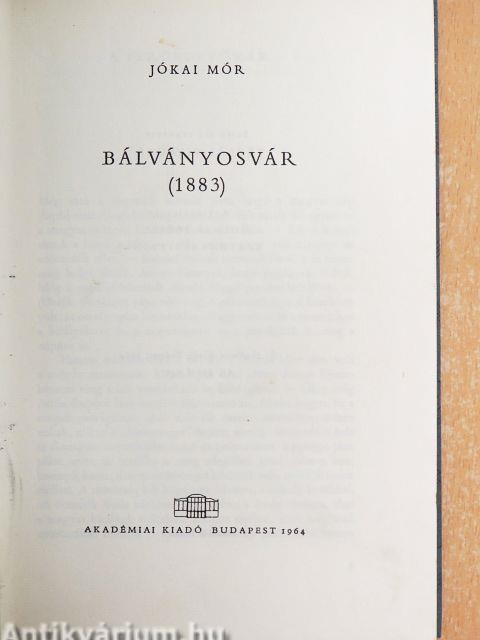 JÓKAI MÓR
BÁLVÁNYOSVÁR
(1883)
AKADÉMIAI KIADÓ BUDAPEST 1964
Antikvárium.hu